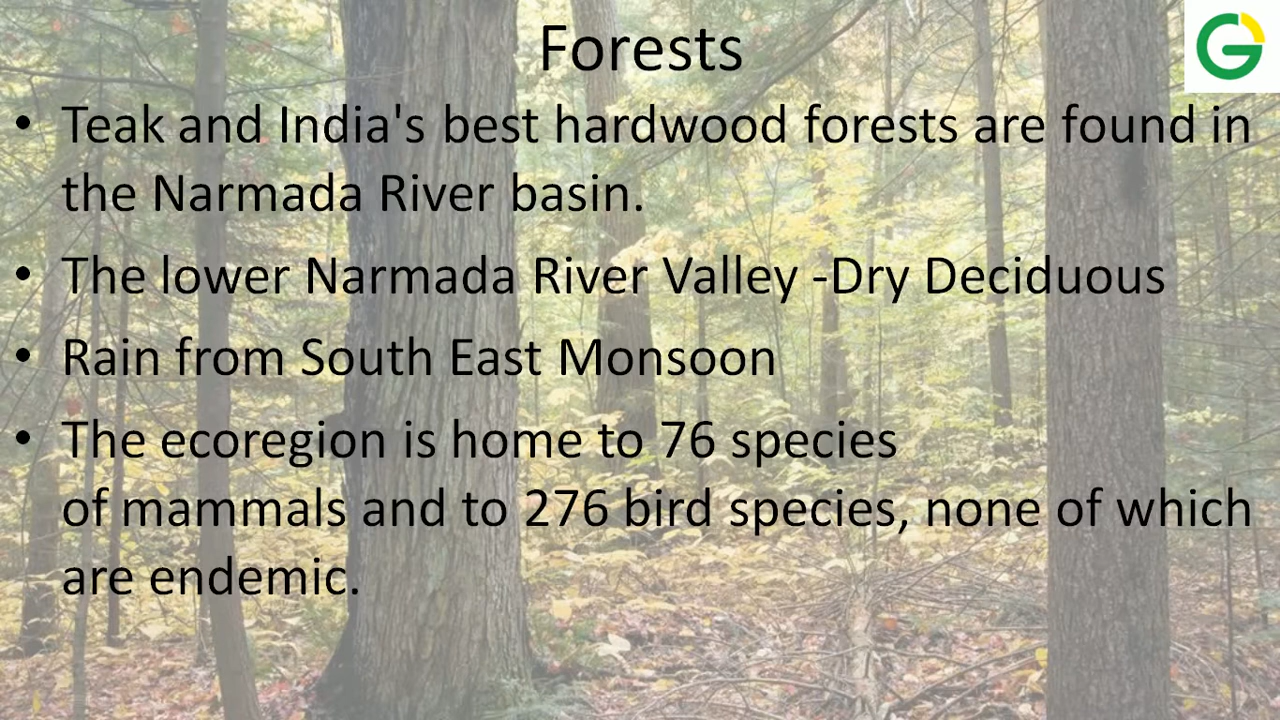 Forests
G
• Teak and India's best hardwood forests are found in
the Narmada River basin.
• The lower Narmada River Valley -Dry Deciduous
• Rain from South East Monsoon
• The ecoregion is home to 76 species
of mammals and to 276 bird species, none of which
are endemic.